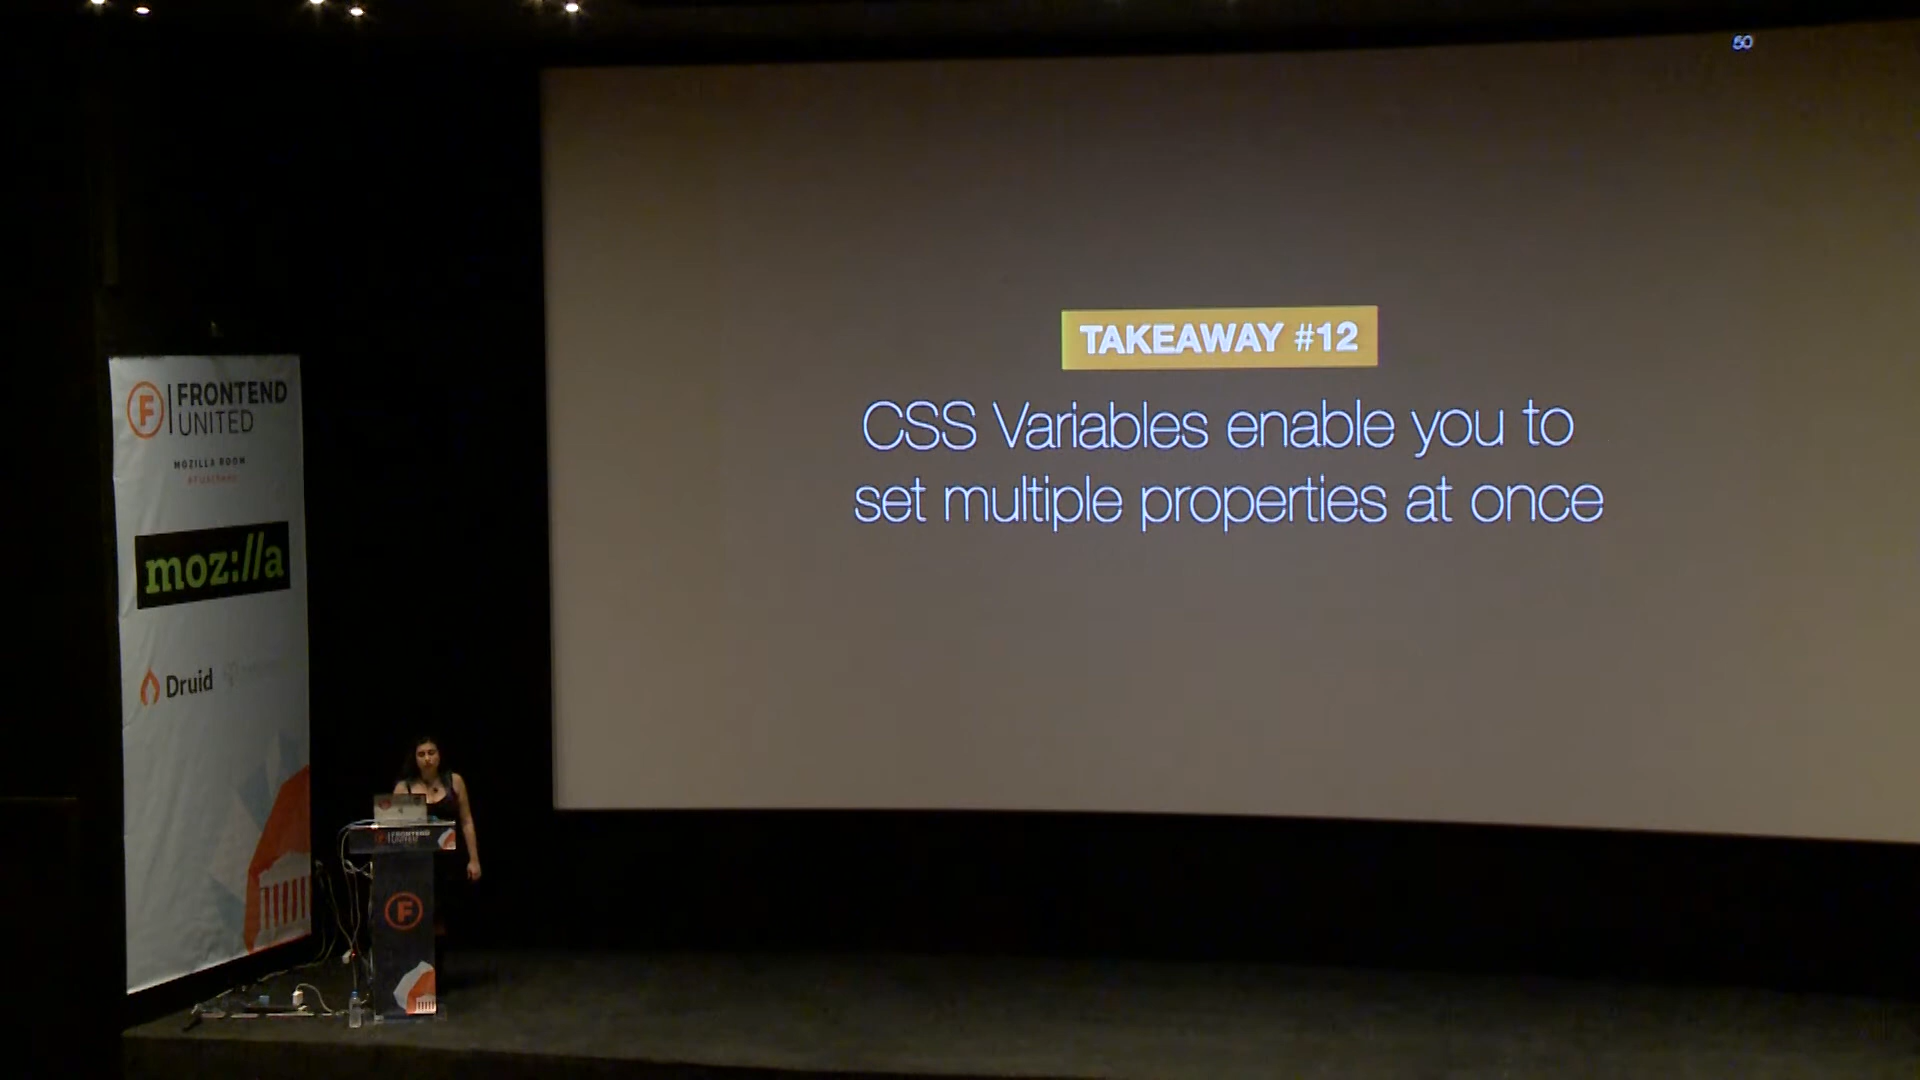 50
TAKEAWAY #12
CSS Variables enable you to
set multiple properties at once
F FRONTEND
UNITED
MOZILLA ROOM
moz://a
Druid
FRONTEND
UNITED
F